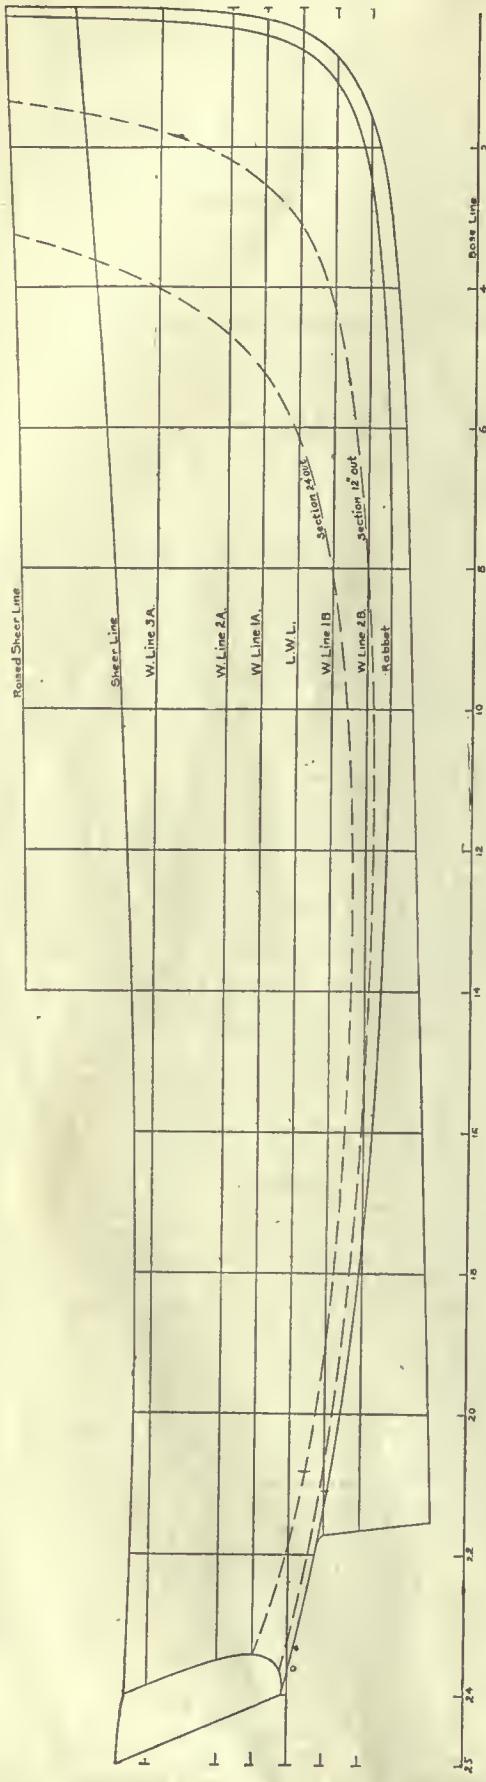 Raised Sheer Line
Sheer Line
W. Line 3A.
W. Line 2A.
W. Line 1A.
L.W.L.
W. Line 1B
W. Line 2B.
Rabbet
Section 24 out
Section 12" out
Base Line
2
4
6
8
10
12
14
16
18
20
22
24
25